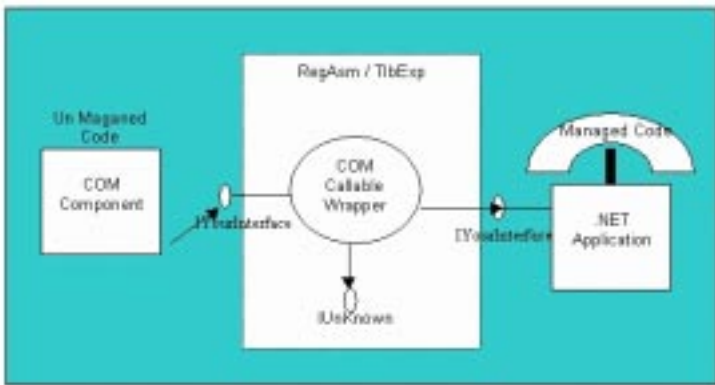 RegAsm / TlbExp
Un Maganed
Code
COM
Component
IYourInterface
COM
Callable
Wrapper
IUnKnown
IYourInterface
Managed Code
.NET
Application